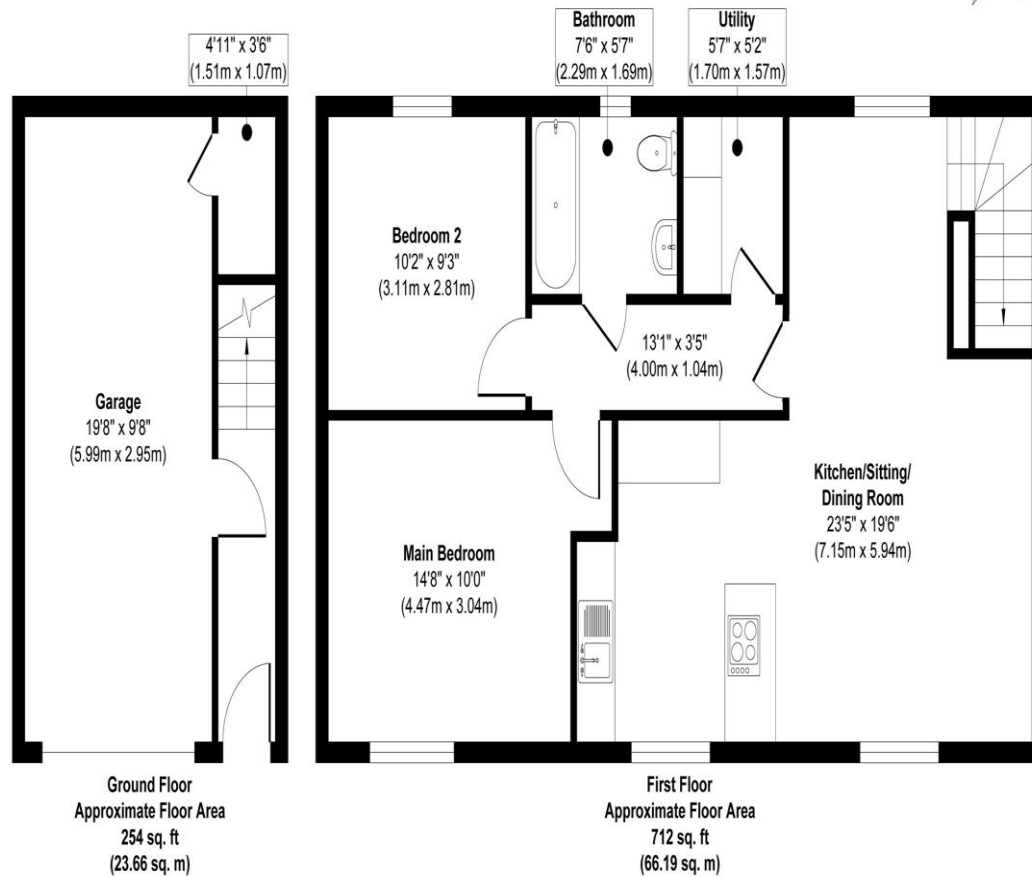 4'11" x 3'6"
(1.51m x 1.07m)
Bathroom
7'6" x 5'7"
(2.29m x 1.69m)
Utility
5'7" x 5'2"
(1.70m x 1.57m)
Bedroom 2
10'2" x 9'3"
(3.11m x 2.81m)
13'1" x 3'5"
(4.00m x 1.04m)
Garage
19'8" x 9'8"
(5.99m x 2.95m)
Main Bedroom
14'8" x 10'0"
(4.47m x 3.04m)
Kitchen/Sitting/
Dining Room
23'5" x 19'6"
(7.15m x 5.94m)
Ground Floor
Approximate Floor Area
254 sq. ft
(23.66 sq. m)
First Floor
Approximate Floor Area
712 sq. ft
(66.19 sq. m)